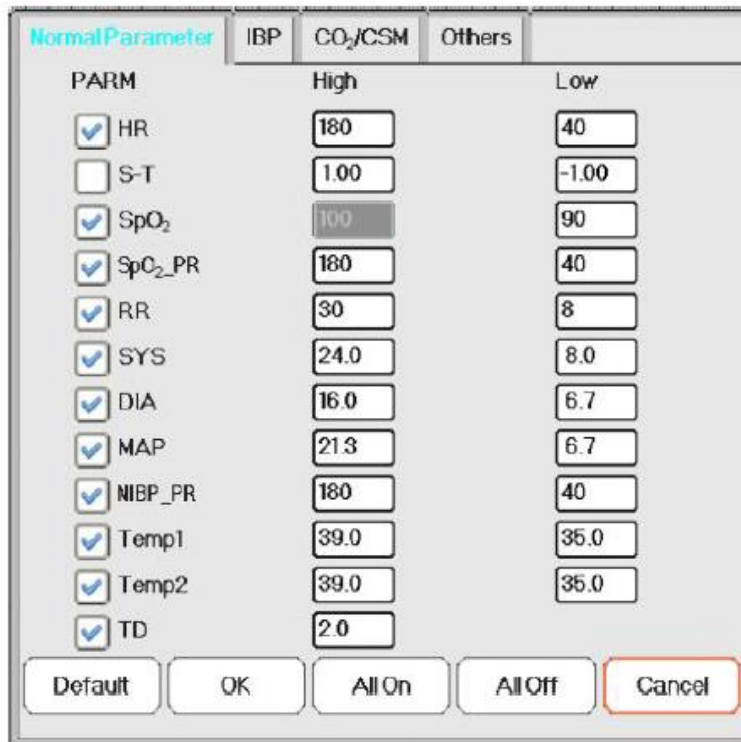 NormalParameter IBP CO₂/CSM Others
PARM High Low
HR 180 40
S-T 1.00 -1.00
SpO₂ 100 90
SpO₂_PR 180 40
RR 30 8
SYS 24.0 8.0
DIA 16.0 6.7
MAP 21.3 6.7
NIBP_PR 180 40
Temp1 39.0 35.0
Temp2 39.0 35.0
TD 2.0
Default OK All On All Off Cancel